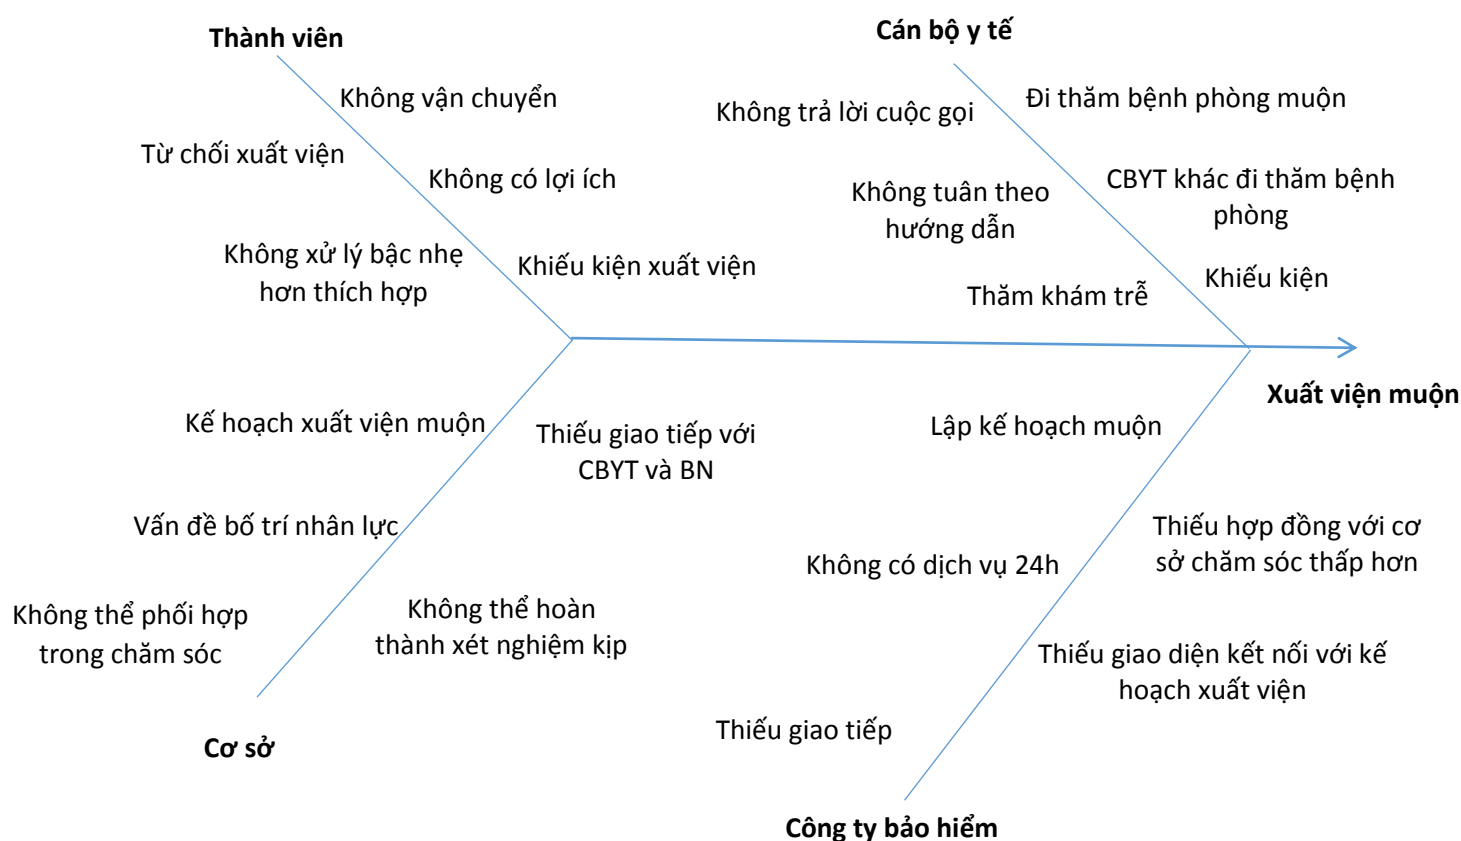 Thành viên
Không vận chuyển
Từ chối xuất viện
Không có lợi ích
Không xử lý bậc nhẹ
hơn thích hợp
Khiếu kiện xuất viện
Cán bộ y tế
Không trả lời cuộc gọi
Đi thăm bệnh phòng muộn
Không tuân theo
hướng dẫn
CBYT khác đi thăm bệnh
phòng
Thăm khám trễ
Khiếu kiện
Xuất viện muộn
Kế hoạch xuất viện muộn
Thiếu giao tiếp với
CBYT và BN
Vấn đề bố trí nhân lực
Không thể phối hợp
trong chăm sóc
Không thể hoàn
thành xét nghiệm kịp
Cơ sở
Lập kế hoạch muộn
Thiếu hợp đồng với cơ
sở chăm sóc thấp hơn
Không có dịch vụ 24h
Thiếu giao diện kết nối với kế
hoạch xuất viện
Thiếu giao tiếp
Công ty bảo hiểm